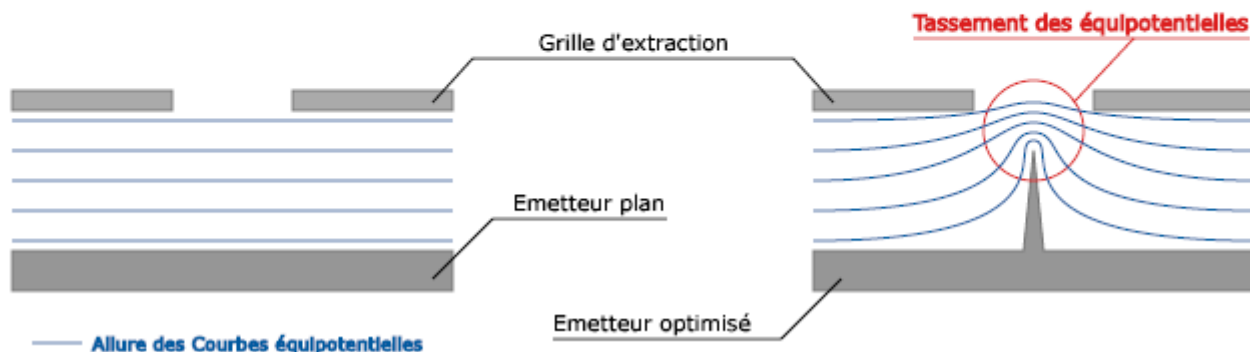 Tassement des équipotentielles
Grille d'extraction
Emetteur plan
Emetteur optimisé
Allure des Courbes équipotentielles